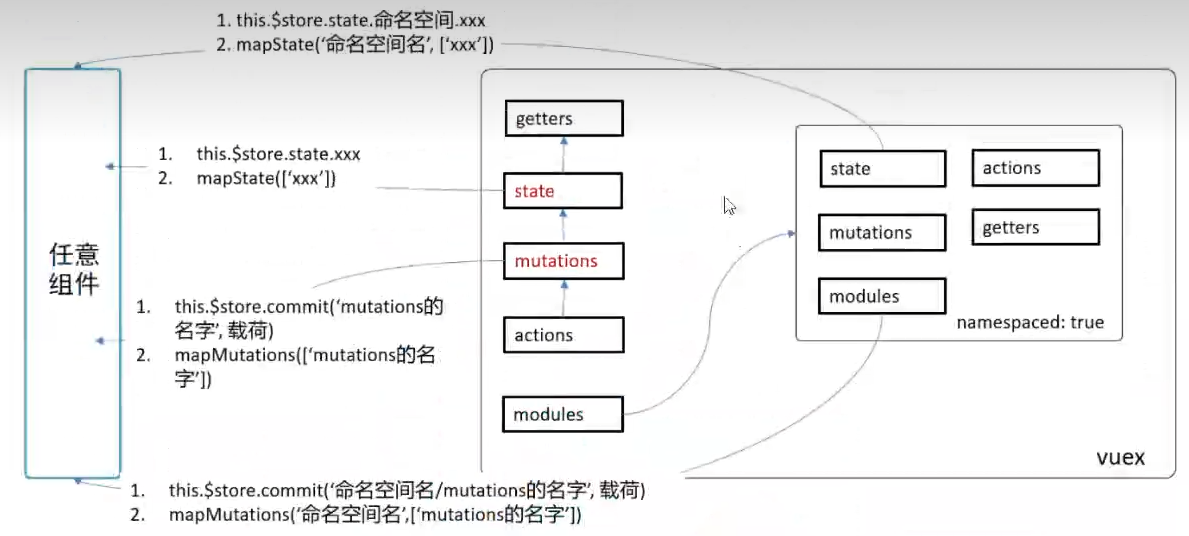 1. this.$store.state.命名空间.xxx
2. mapState(‘命名空间名’, [‘xxx’])
任意
组件
1. this.$store.state.xxx
2. mapState([‘xxx’])
1. this.$store.commit(‘mutations的
名字’, 载荷)
2. mapMutations([‘mutations的名
字’])
getters
state
mutations
actions
modules
state
actions
mutations
getters
modules
namespaced: true
vuex
1. this.$store.commit(‘命名空间名/mutations的名字’, 载荷)
2. mapMutations(‘命名空间名’,[‘mutations的名字’])